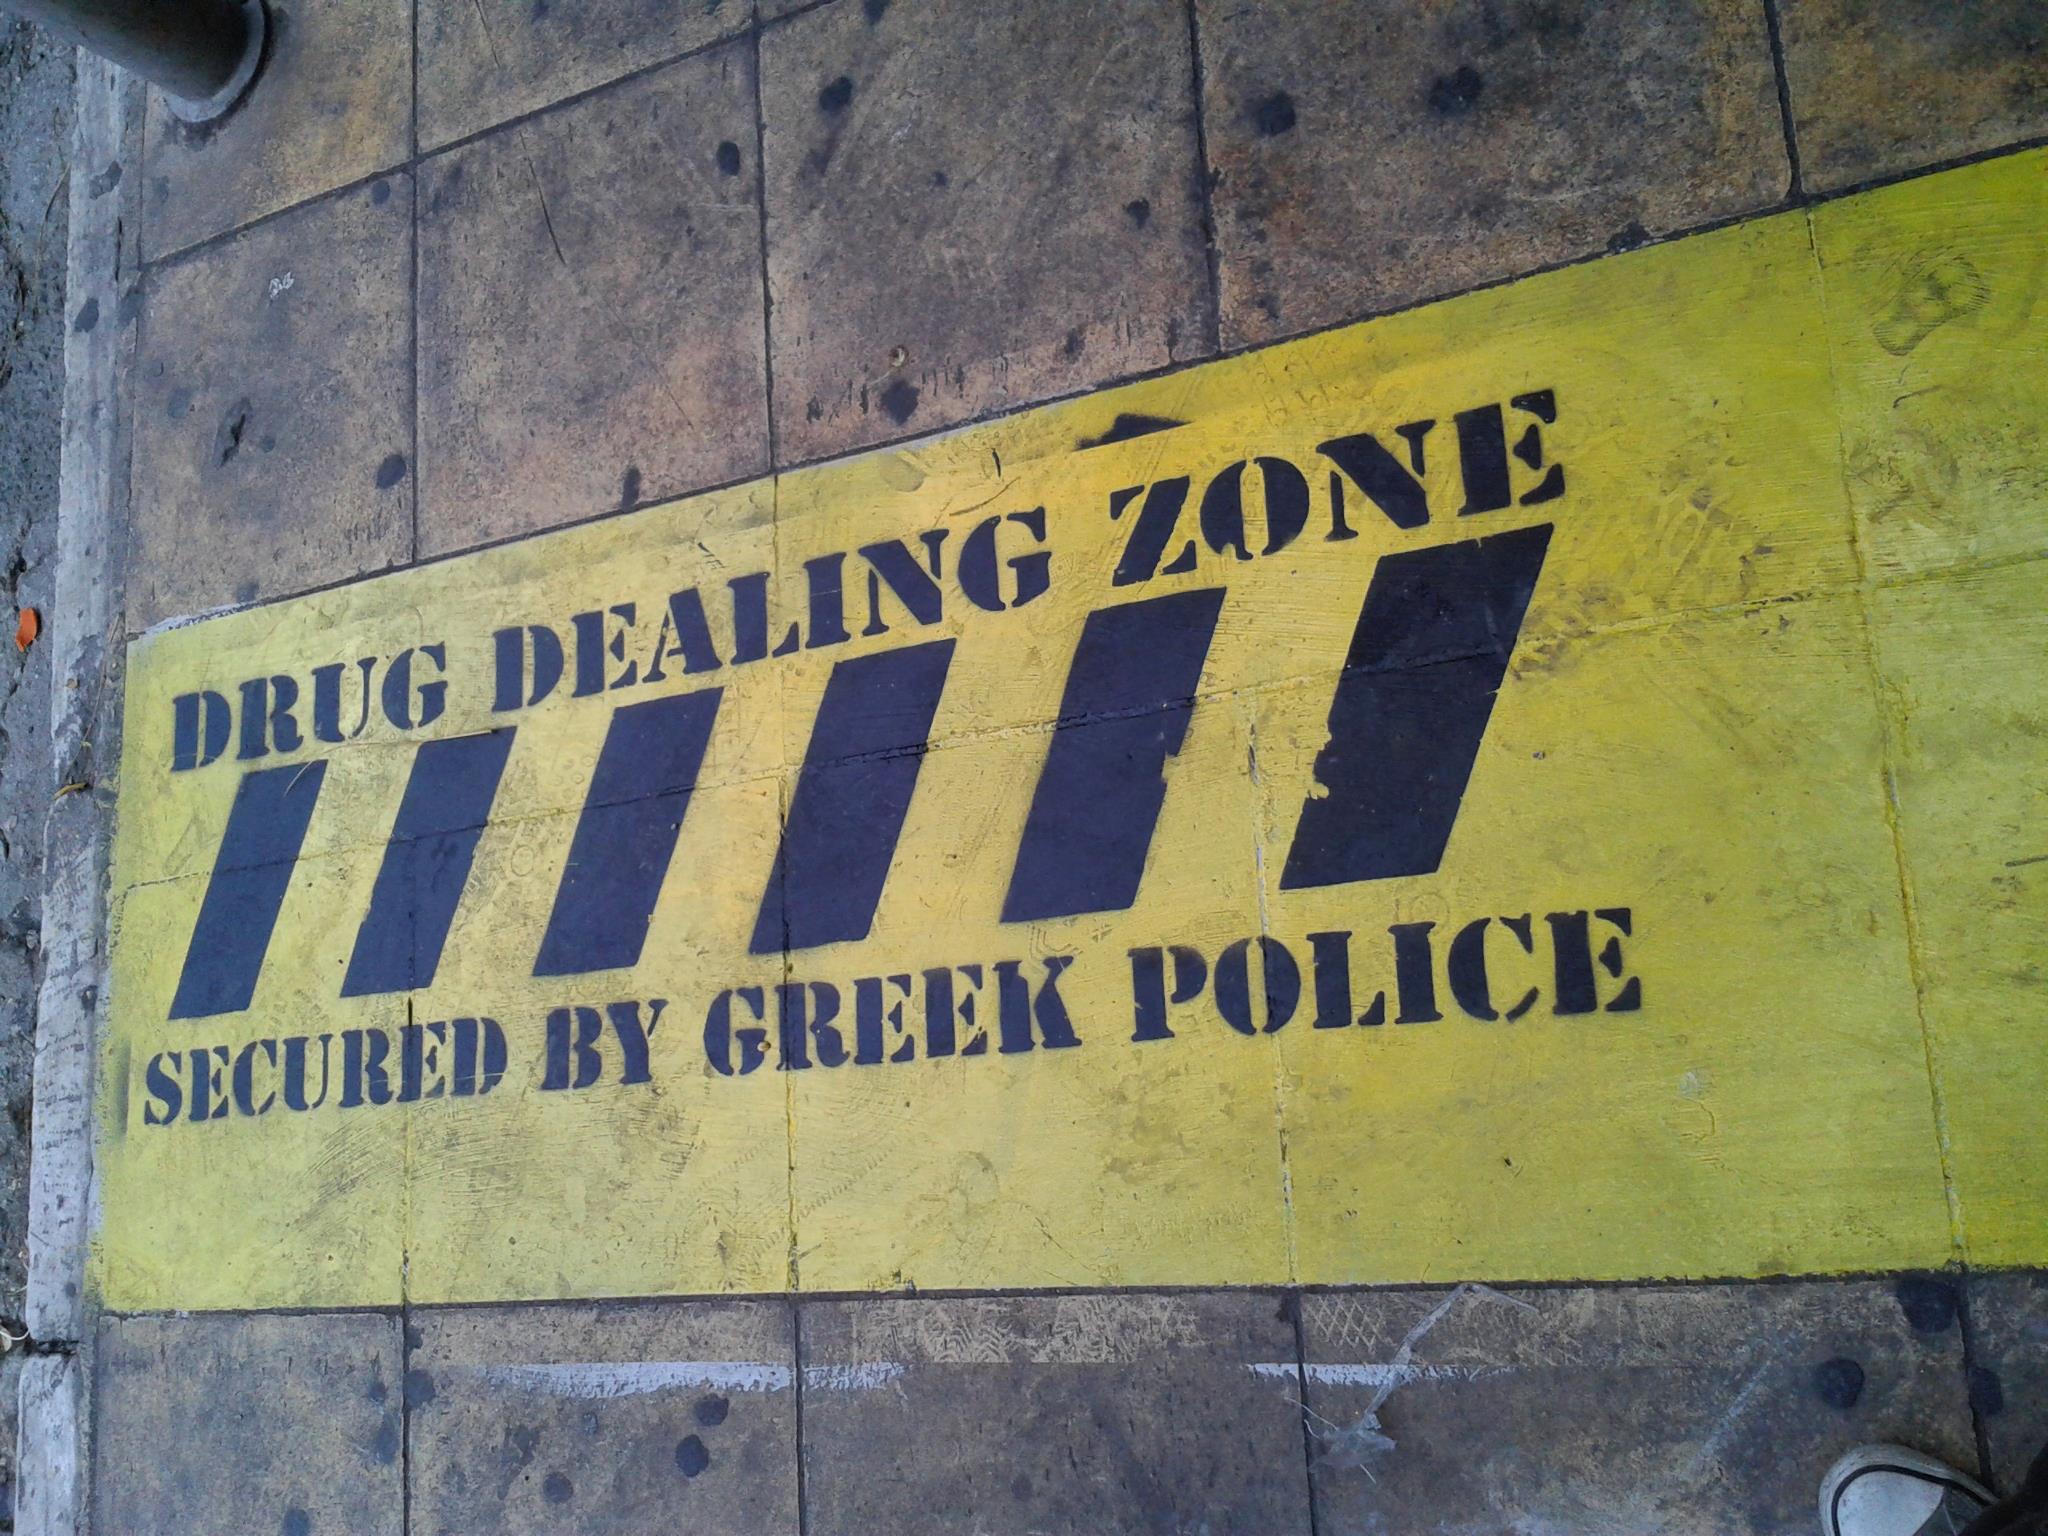 DRUG DEALING ZONE
SECURED BY GREEK POLICE